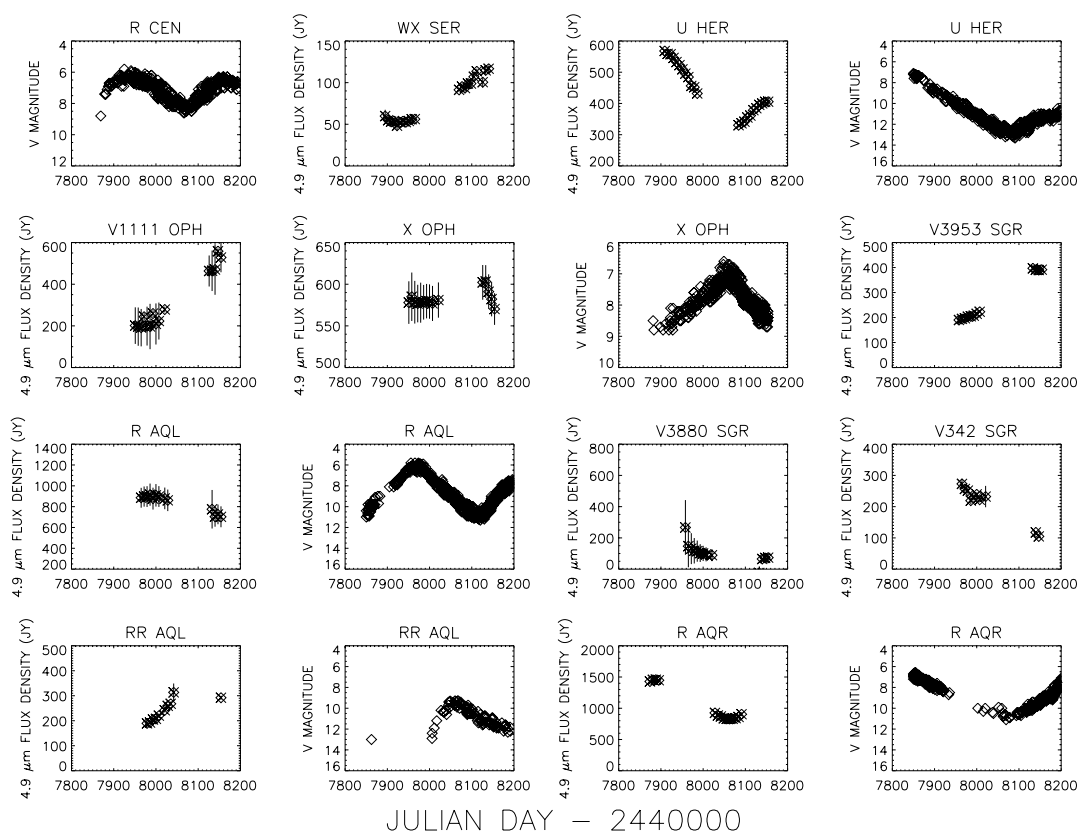 R CEN
V MAGNITUDE
4
6
8
10
12
7800 7900 8000 8100 8200
WX SER
4.9 μm FLUX DENSITY (JY)
150
100
50
0
7800 7900 8000 8100 8200
U HER
4.9 μm FLUX DENSITY (JY)
600
500
400
300
200
7800 7900 8000 8100 8200
U HER
V MAGNITUDE
4
6
8
10
12
14
16
7800 7900 8000 8100 8200
V1111 OPH
4.9 μm FLUX DENSITY (JY)
600
400
200
0
7800 7900 8000 8100 8200
X OPH
4.9 μm FLUX DENSITY (JY)
650
600
550
500
7800 7900 8000 8100 8200
X OPH
V MAGNITUDE
6
7
8
9
10
7800 7900 8000 8100 8200
V3953 SGR
4.9 μm FLUX DENSITY (JY)
500
400
300
200
100
0
7800 7900 8000 8100 8200
R AQL
4.9 μm FLUX DENSITY (JY)
1400
1200
1000
800
600
400
200
7800 7900 8000 8100 8200
R AQL
V MAGNITUDE
4
6
8
10
12
14
16
7800 7900 8000 8100 8200
V3880 SGR
4.9 μm FLUX DENSITY (JY)
800
600
400
200
0
7800 7900 8000 8100 8200
V342 SGR
4.9 μm FLUX DENSITY (JY)
400
300
200
100
0
7800 7900 8000 8100 8200
RR AQL
4.9 μm FLUX DENSITY (JY)
500
400
300
200
100
0
7800 7900 8000 8100 8200
RR AQL
V MAGNITUDE
4
6
8
10
12
14
16
7800 7900 8000 8100 8200
R AQR
4.9 μm FLUX DENSITY (JY)
2000
1500
1000
500
0
7800 7900 8000 8100 8200
R AQR
V MAGNITUDE
4
6
8
10
12
14
16
7800 7900 8000 8100 8200
JULIAN DAY – 2440000